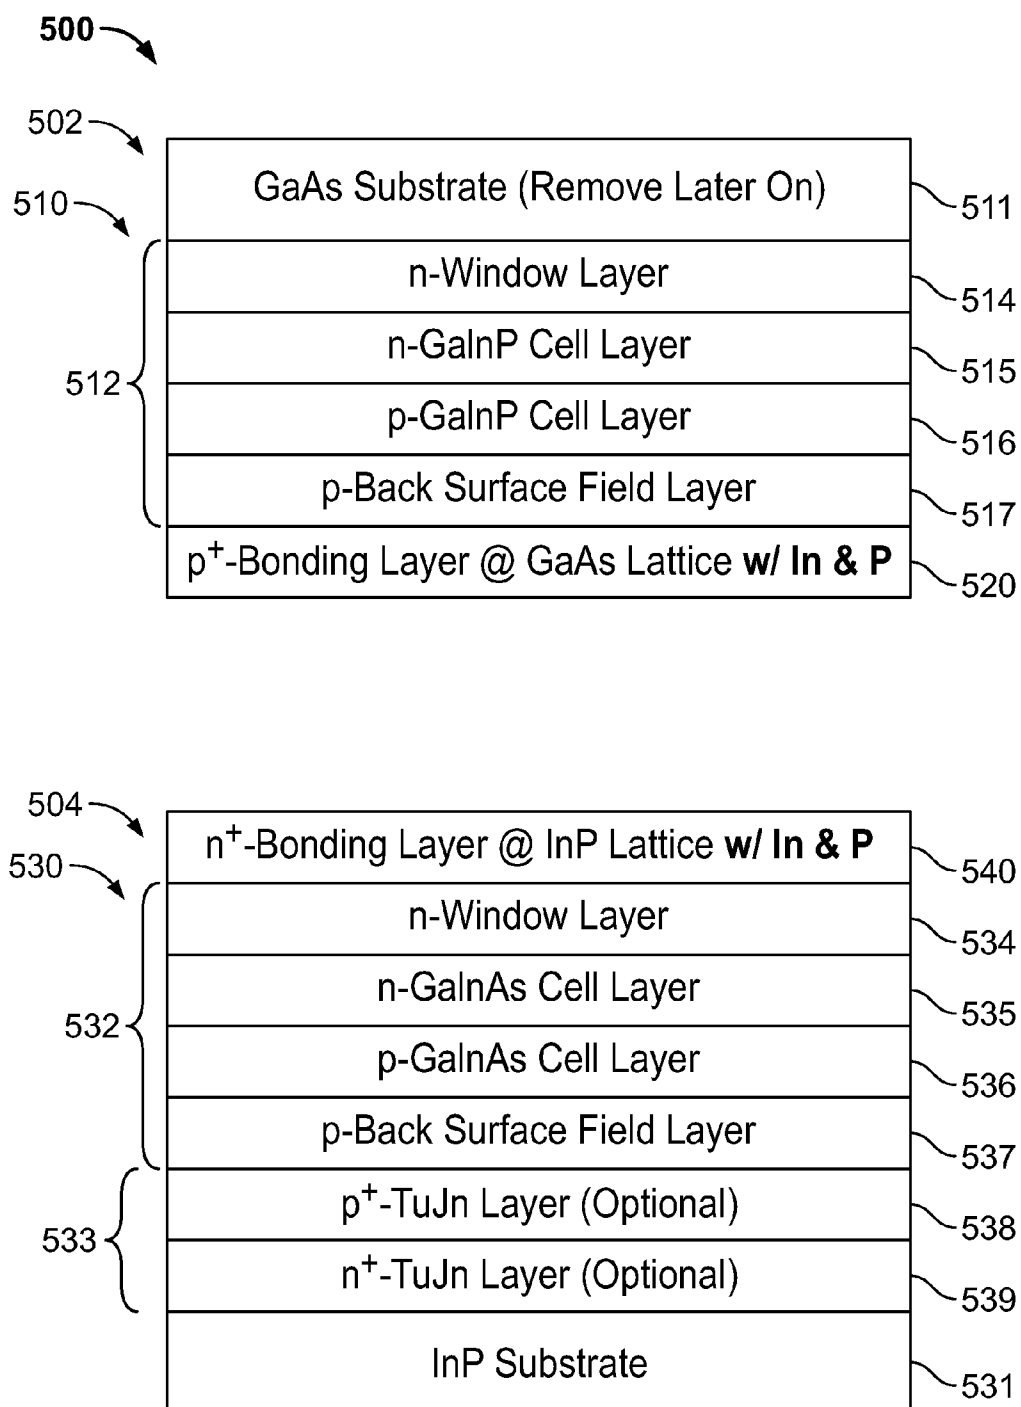 500
502
GaAs Substrate (Remove Later On)
511
510
n-Window Layer
514
n-GaInP Cell Layer
515
512
p-GaInP Cell Layer
516
p-Back Surface Field Layer
517
p⁺-Bonding Layer @ GaAs Lattice w/ In & P
520
504
n⁺-Bonding Layer @ InP Lattice w/ In & P
540
530
n-Window Layer
534
n-GaInAs Cell Layer
535
532
p-GaInAs Cell Layer
536
p-Back Surface Field Layer
537
p⁺-TuJn Layer (Optional)
538
533
n⁺-TuJn Layer (Optional)
539
InP Substrate
531